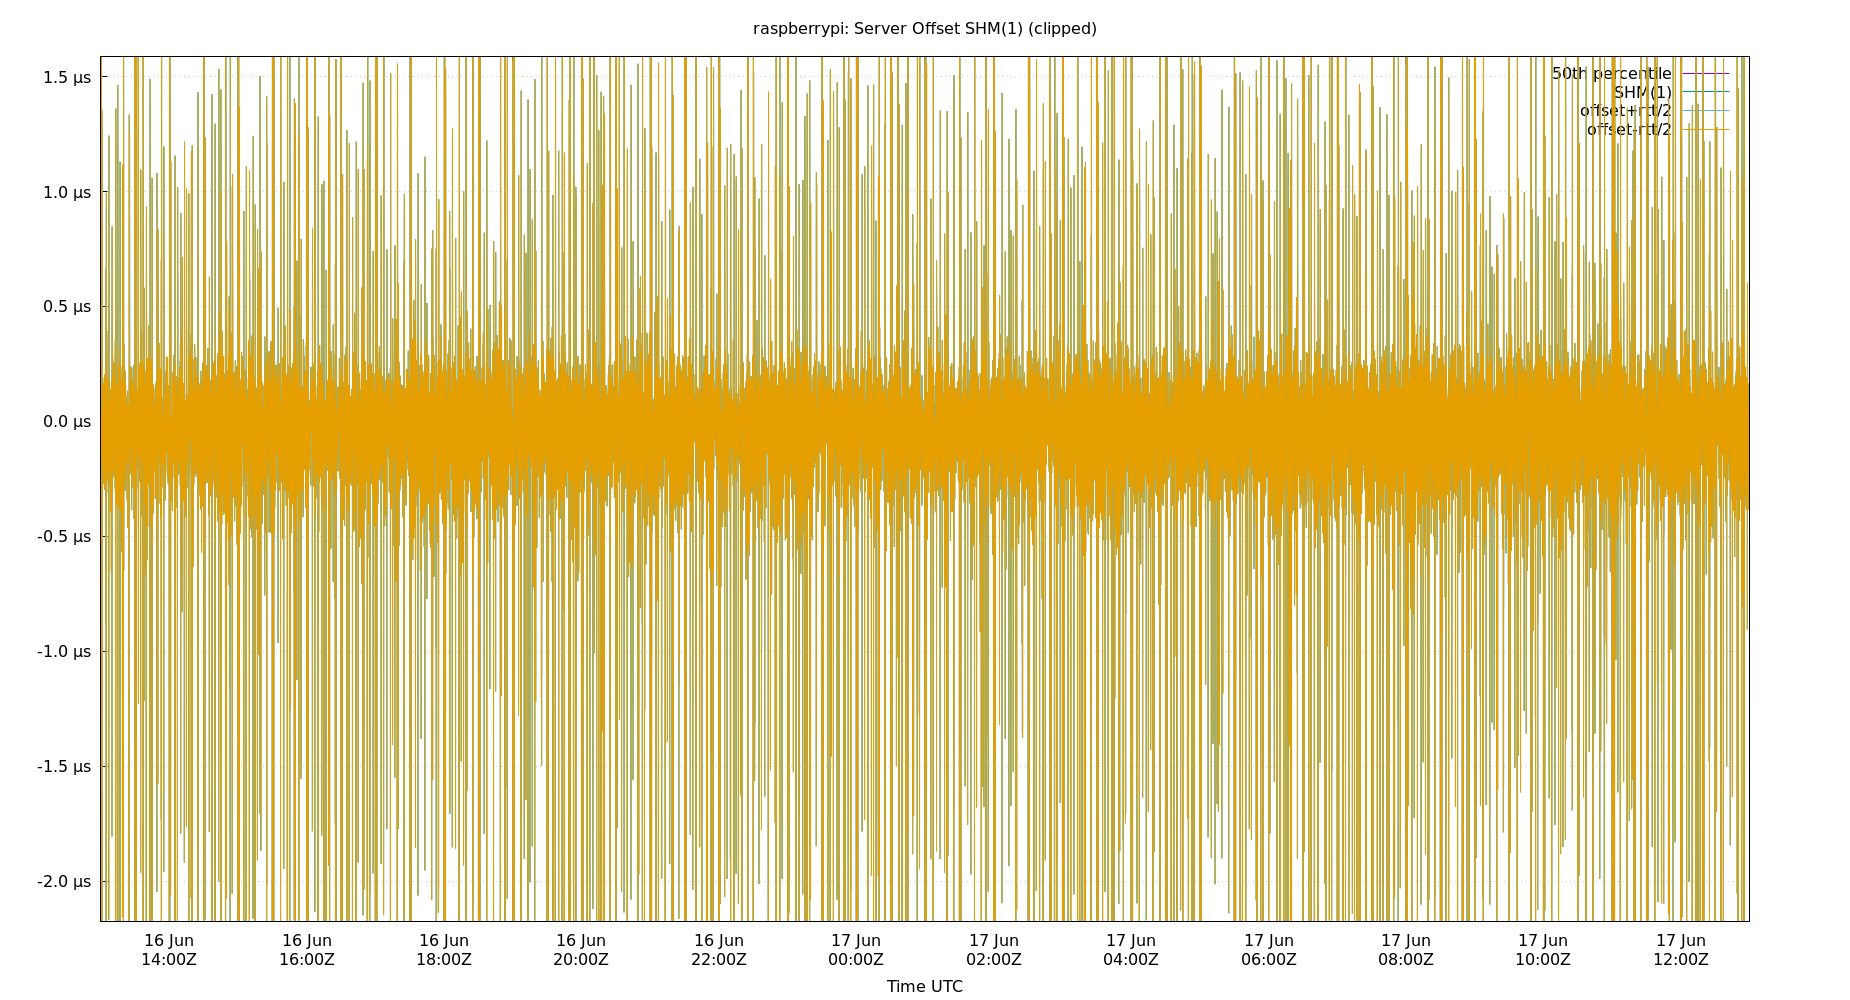 raspberrypi: Server Offset SHM(1) (clipped)
1.5 µs
1.0 µs
0.5 µs
0.0 µs
-0.5 µs
-1.0 µs
-1.5 µs
-2.0 µs
50th percentile
SHM(1)
offset+rtt/2
offset-rtt/2
16 Jun 16 Jun 16 Jun 16 Jun 16 Jun 17 Jun 17 Jun 17 Jun 17 Jun 17 Jun 17 Jun 17 Jun
14:00Z 16:00Z 18:00Z 20:00Z 22:00Z 00:00Z 02:00Z 04:00Z 06:00Z 08:00Z 10:00Z 12:00Z
Time UTC